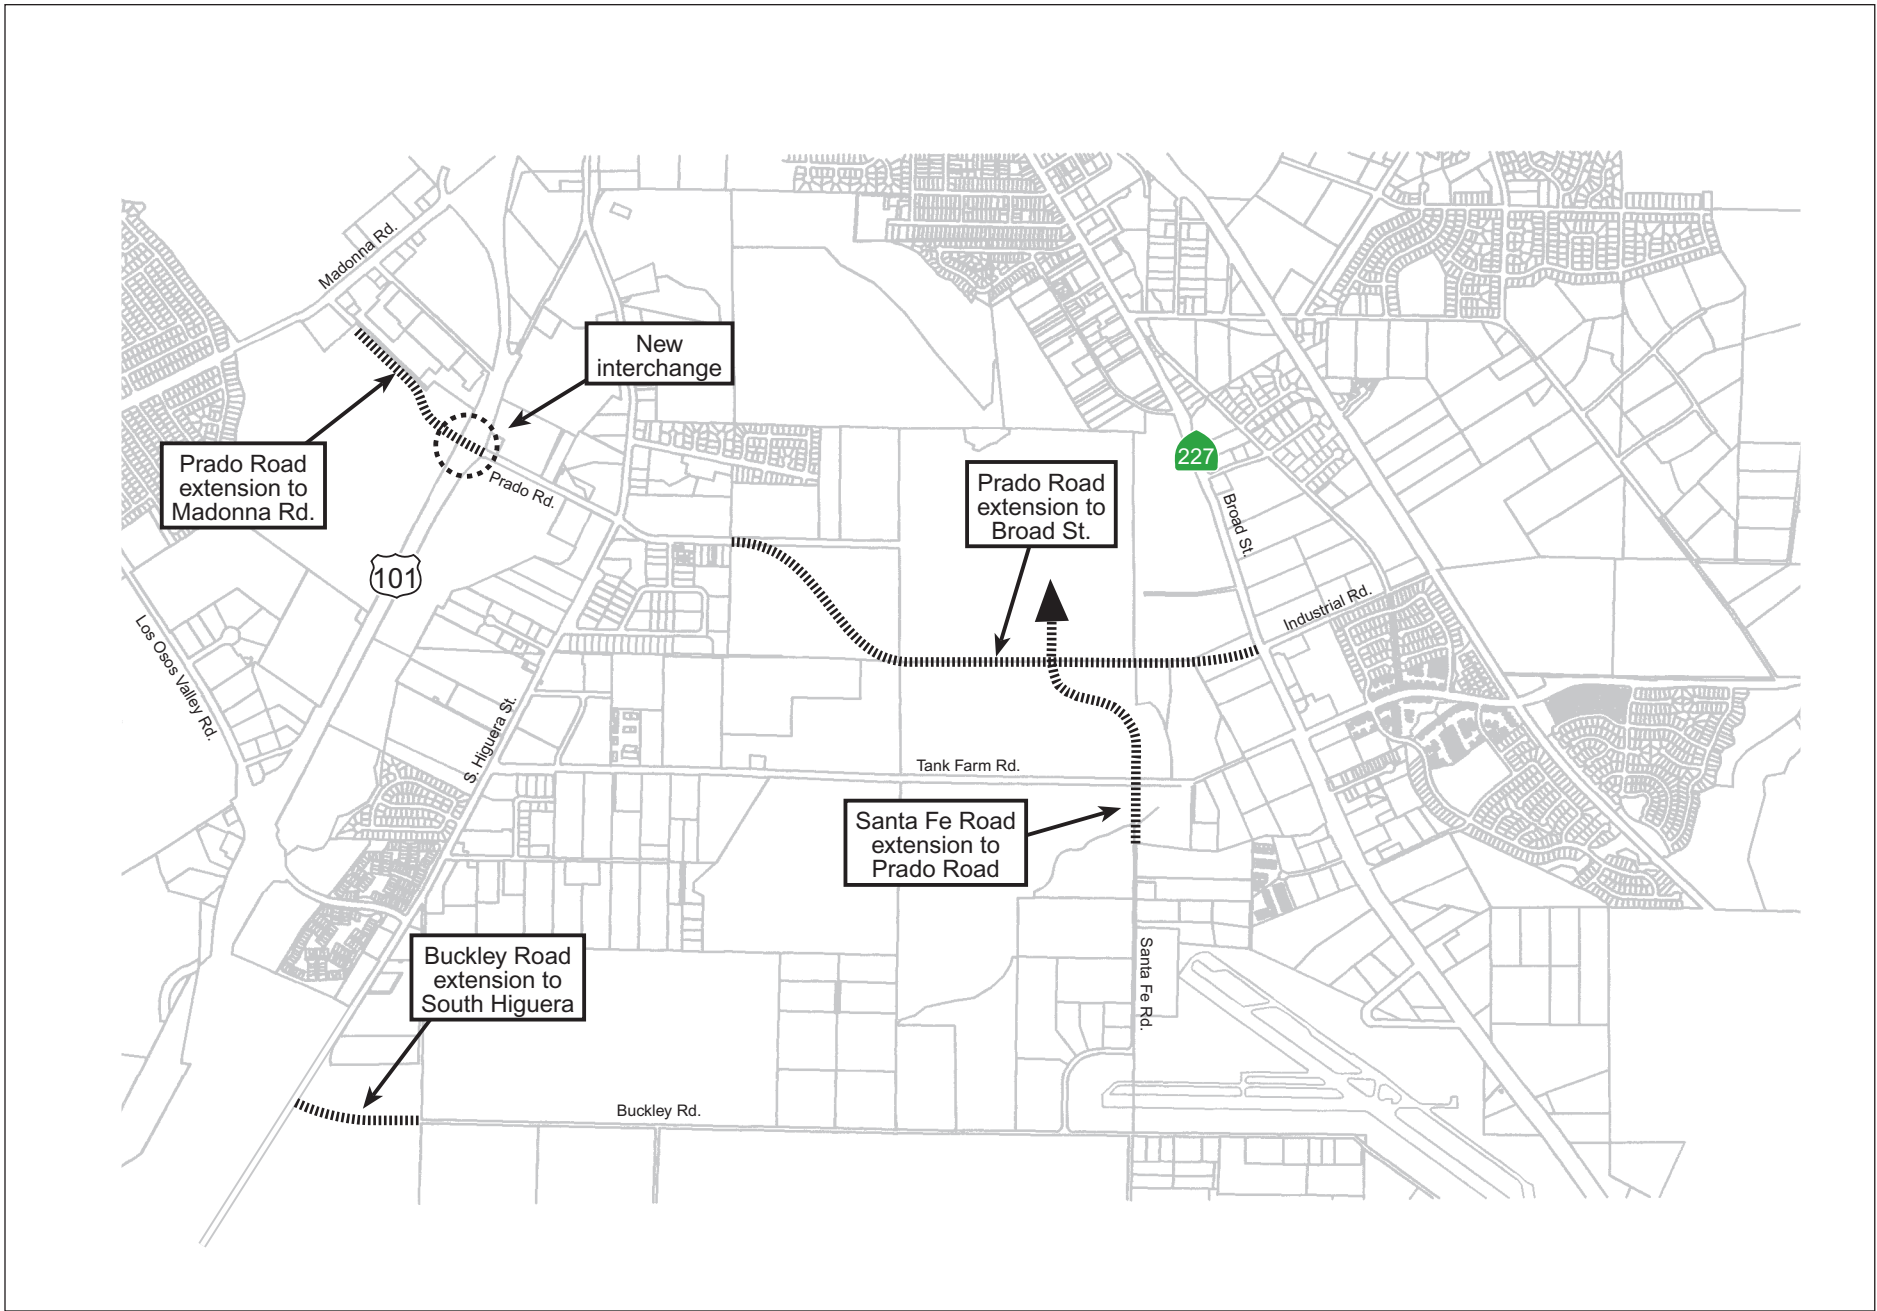 Madonna Rd.
New
interchange
Prado Road
extension to
Madonna Rd.
Prado Rd.
227
Prado Road
extension to
Broad St.
Broad St.
101
Industrial Rd.
Los Osos Valley Rd.
S. Higuera St.
Tank Farm Rd.
Santa Fe Road
extension to
Prado Road
Buckley Road
extension to
South Higuera
Santa Fe Rd.
Buckley Rd.